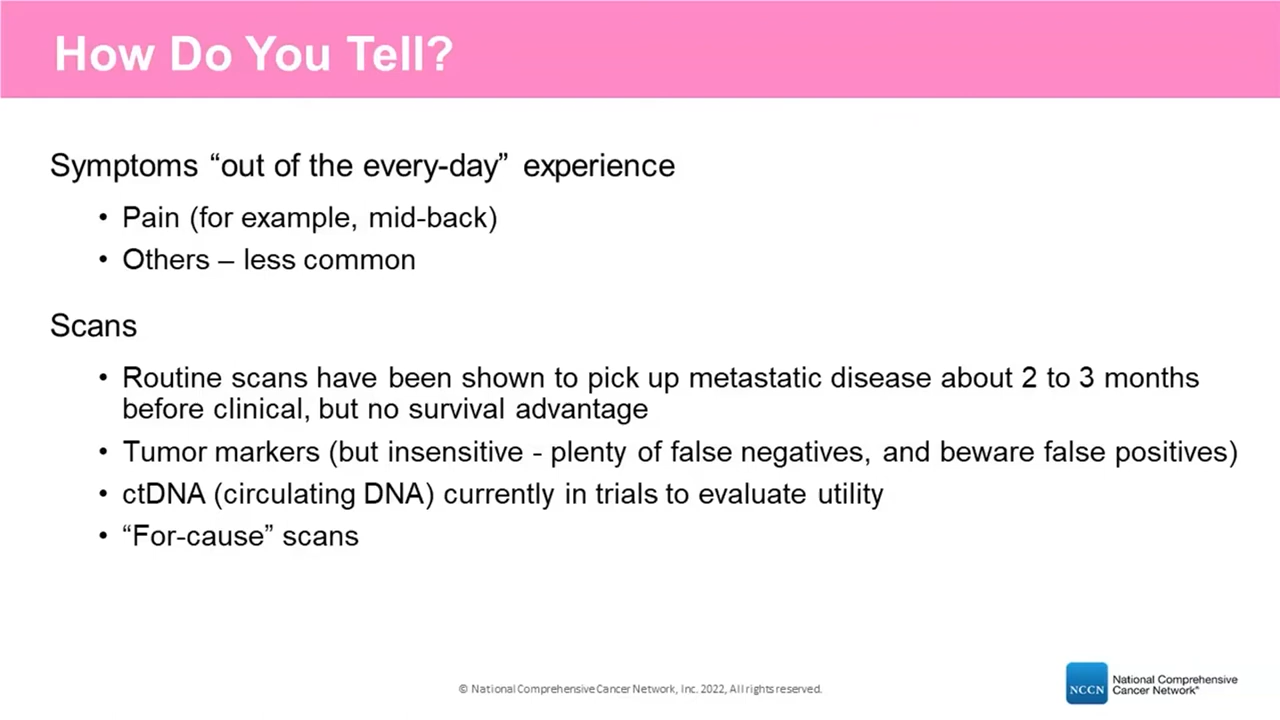 How Do You Tell?
Symptoms “out of the every-day” experience
• Pain (for example, mid-back)
• Others – less common
Scans
• Routine scans have been shown to pick up metastatic disease about 2 to 3 months
before clinical, but no survival advantage
• Tumor markers (but insensitive - plenty of false negatives, and beware false positives)
• ctDNA (circulating DNA) currently in trials to evaluate utility
• “For-cause” scans
© National Comprehensive Cancer Network, Inc. 2022, All rights reserved.
NCCN
National Comprehensive
Cancer Network®